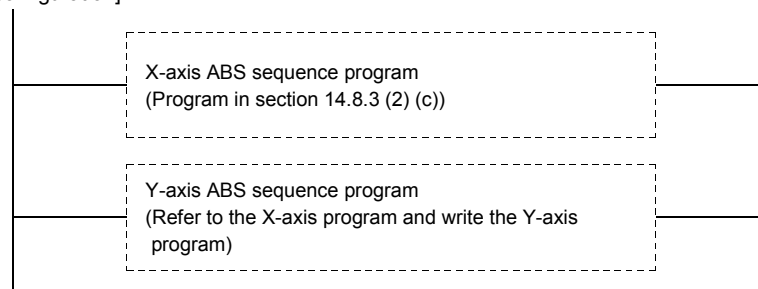 X-axis ABS sequence program
(Program in section 14.8.3 (2) (c))
Y-axis ABS sequence program
(Refer to the X-axis program and write the Y-axis
program)